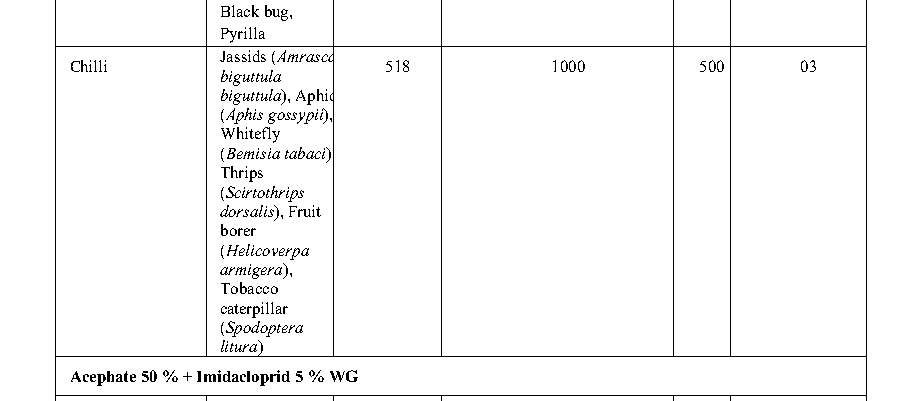 Black bug,
Pyrilla
Chilli
Jassids (Amrasca
biguttula
biguttula), Aphid
(Aphis gossypii),
Whitefly
(Bemisia tabaci)
Thrips
(Scirtothrips
dorsalis), Fruit
borer
(Helicoverpa
armigera),
Tobacco
caterpillar
(Spodoptera
litura)
518
1000
500
03
Acephate 50 % + Imidacloprid 5 % WG